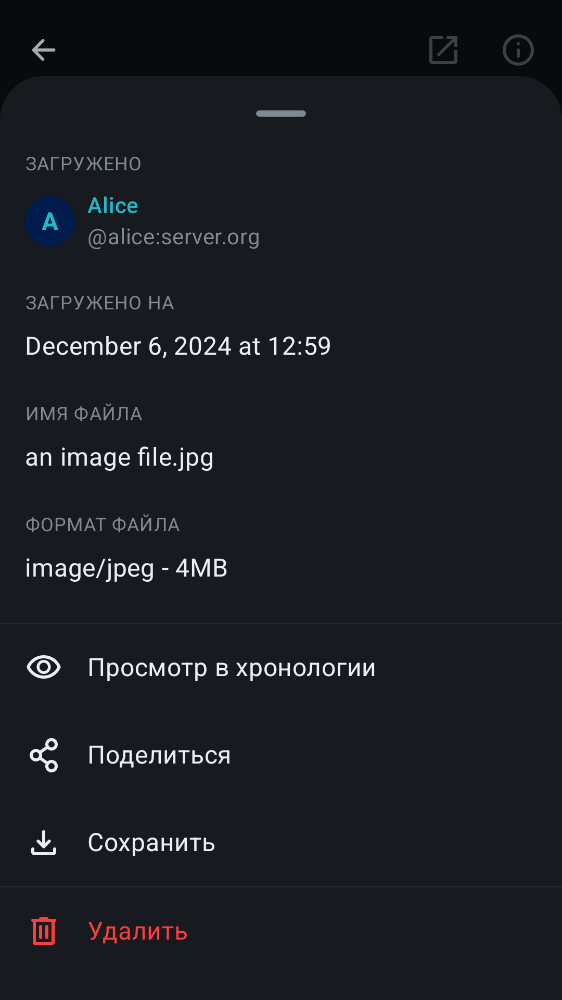 ЗАГРУЖЕНО
A
Alice
@alice:server.org
ЗАГРУЖЕНО НА
December 6, 2024 at 12:59
ИМЯ ФАЙЛА
an image file.jpg
ФОРМАТ ФАЙЛА
image/jpeg - 4MB
Просмотр в хронологии
Поделиться
Сохранить
Удалить